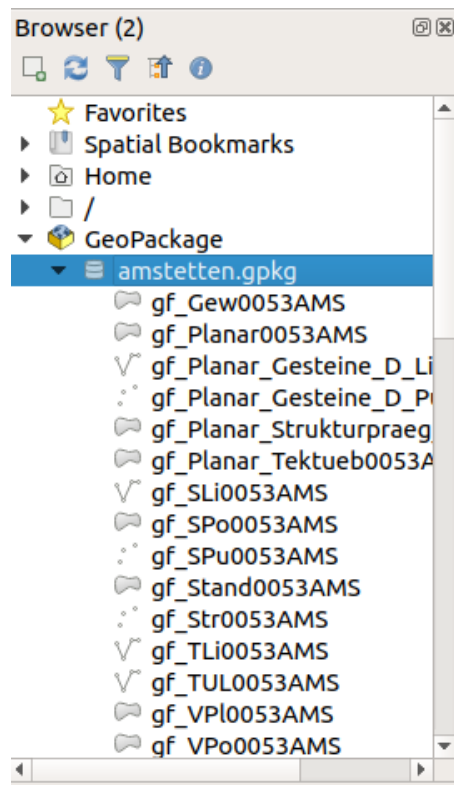 Browser (2)
Favorites
Spatial Bookmarks
Home
/
GeoPackage
amstetten.gpkg
gf_Gew0053AMS
gf_Planar0053AMS
gf_Planar_Gesteine_D_Li
gf_Planar_Gesteine_D_P
gf_Planar_Strukturpraeg
gf_Planar_Tektueb0053A
gf_SLi0053AMS
gf_SPo0053AMS
gf_SPu0053AMS
gf_Stand0053AMS
gf_Str0053AMS
gf_TLi0053AMS
gf_TUL0053AMS
gf_VPl0053AMS
gf_VPo0053AMS